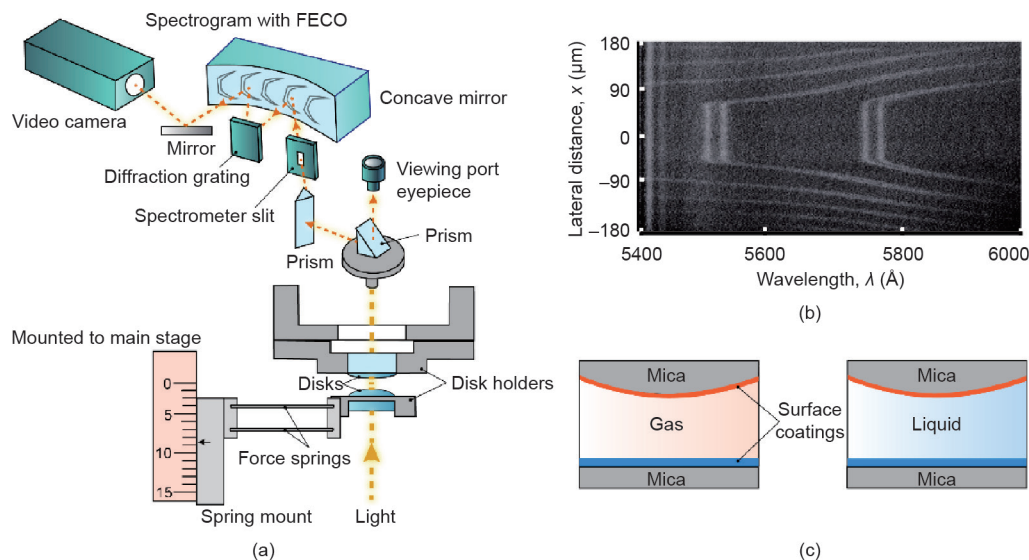 Spectrogram with FECO
Video camera
Mirror
Diffraction grating
Spectrometer slit
Concave mirror
Viewing port
eyepiece
Prism
Prism
Mounted to main stage
0
5
10
15
Disks
Disk holders
Force springs
Spring mount
Light
(a)
Lateral distance, x (μm)
180
90
0
−90
−180
5400
5600
5800
6000
Wavelength, λ (Å)
(b)
Mica
Gas
Mica
Surface
coatings
Mica
Liquid
Mica
(c)